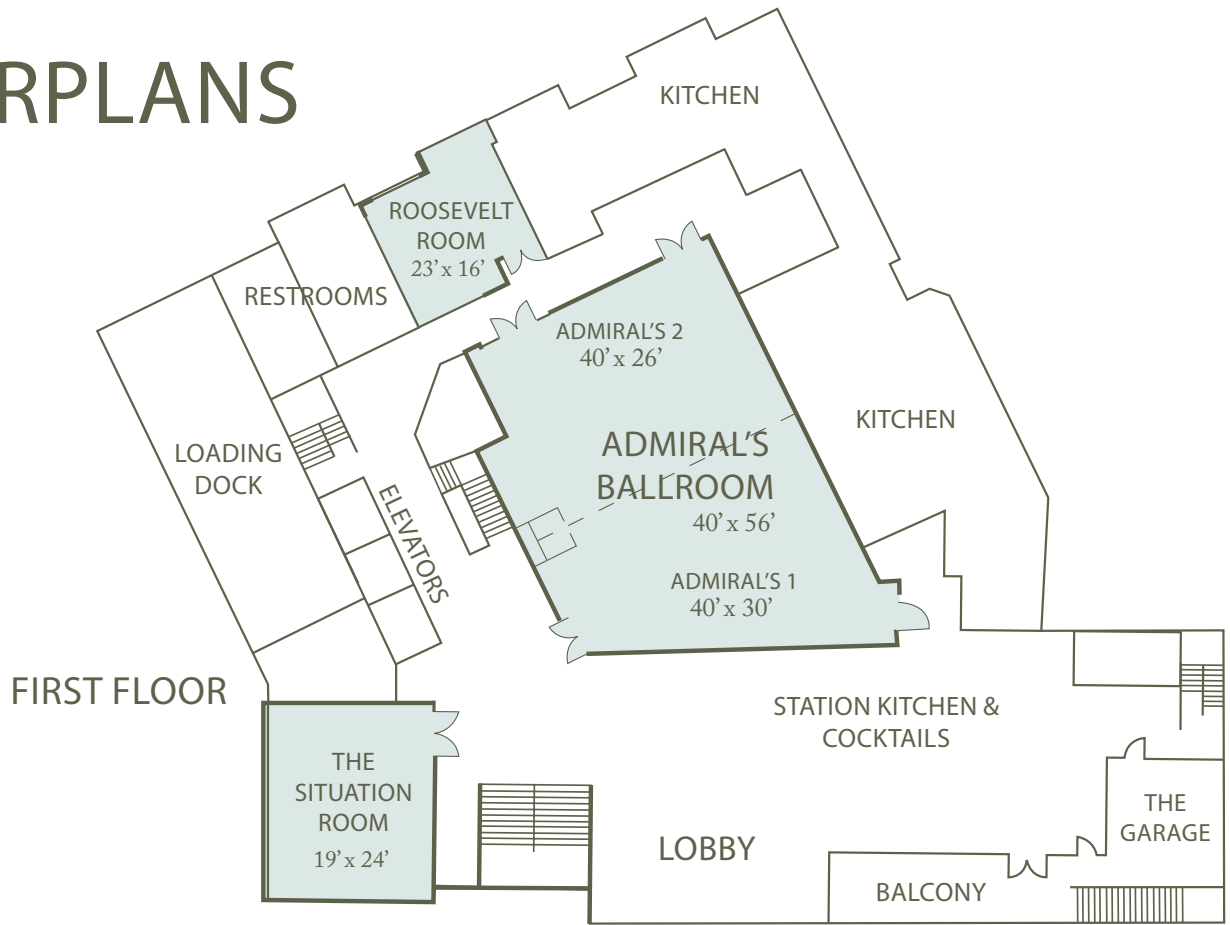 RPLANS
KITCHEN
ROOSEVELT
ROOM
23’ x 16’
RESTROOMS
ADMIRAL’S 2
40’ x 26’
KITCHEN
LOADING
DOCK
ADMIRAL’S
BALLROOM
40’ x 56’
ELEVATORS
ADMIRAL’S 1
40’ x 30’
FIRST FLOOR
STATION KITCHEN &
COCKTAILS
THE
SITUATION
ROOM
19’ x 24’
THE
GARAGE
LOBBY
BALCONY